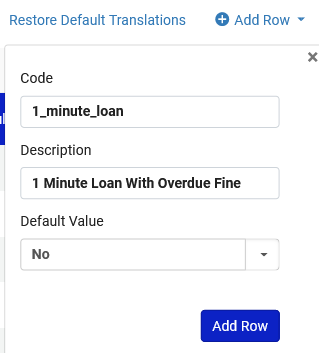 Restore Default Translations
Add Row
Code
1_minute_loan
Description
1 Minute Loan With Overdue Fine
Default Value
No
Add Row